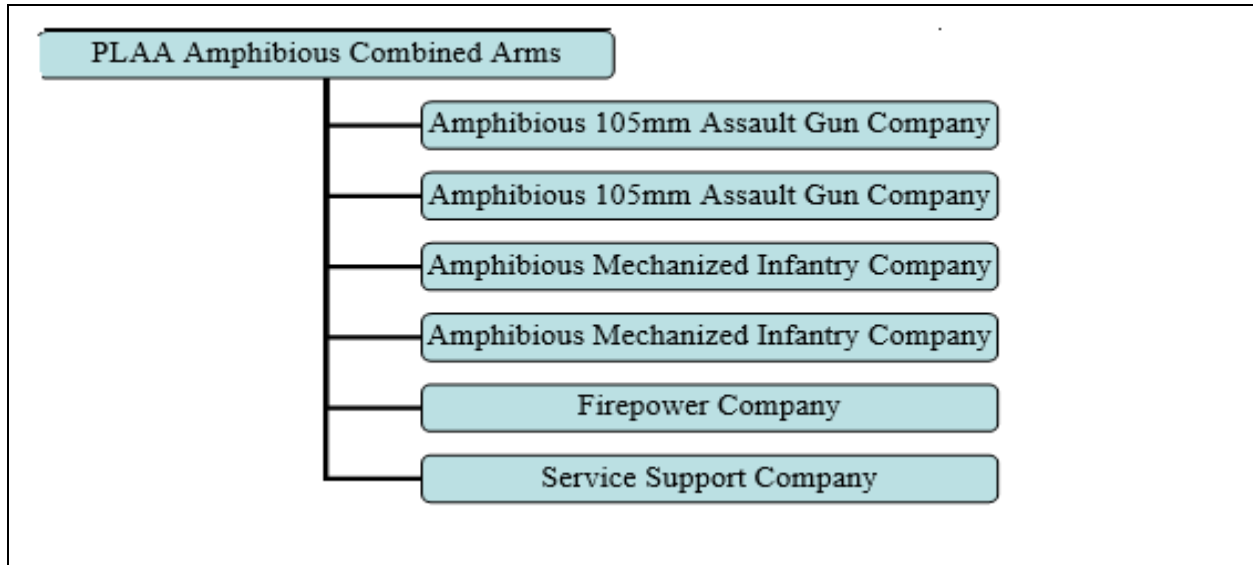 PLAA Amphibious Combined Arms
Amphibious 105mm Assault Gun Company
Amphibious 105mm Assault Gun Company
Amphibious Mechanized Infantry Company
Amphibious Mechanized Infantry Company
Firepower Company
Service Support Company